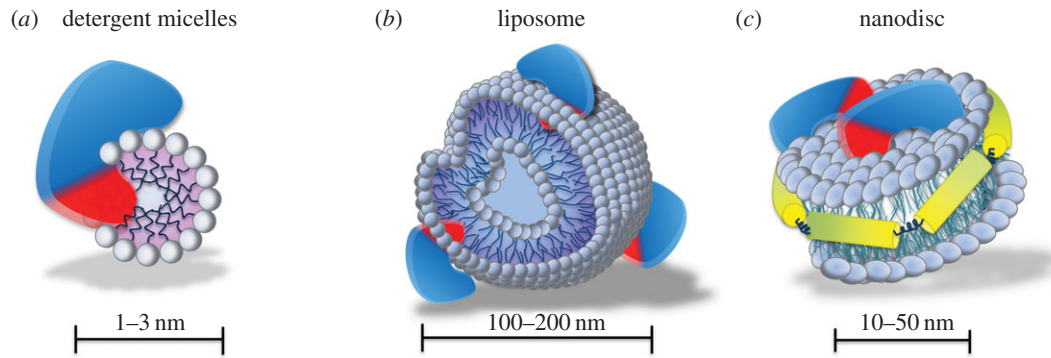 (a) detergent micelles
(b) liposome
(c) nanodisc
1–3 nm
100–200 nm
10–50 nm